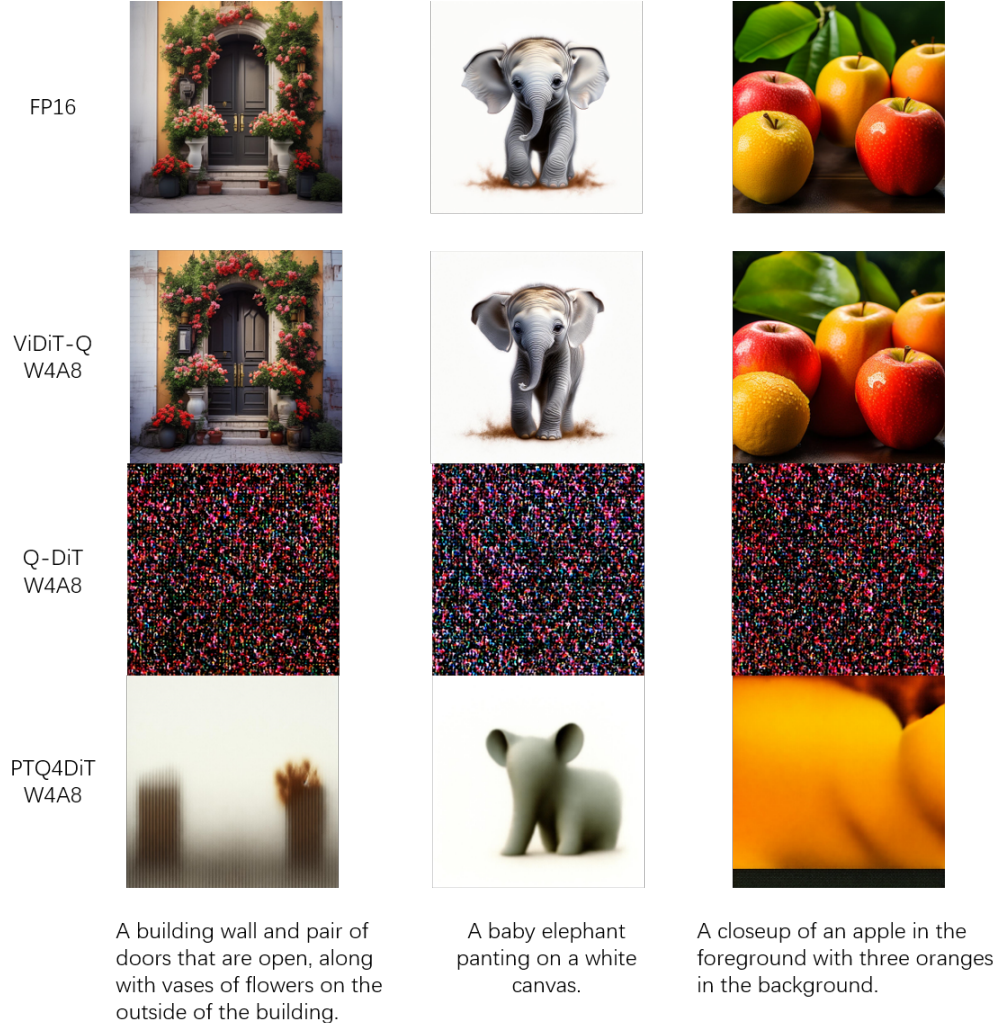 FP16
ViDiT-Q
W4A8
Q-DiT
W4A8
PTQ4DiT
W4A8
A building wall and pair of
doors that are open, along
with vases of flowers on the
outside of the building.
A baby elephant
panting on a white
canvas.
A closeup of an apple in the
foreground with three oranges
in the background.